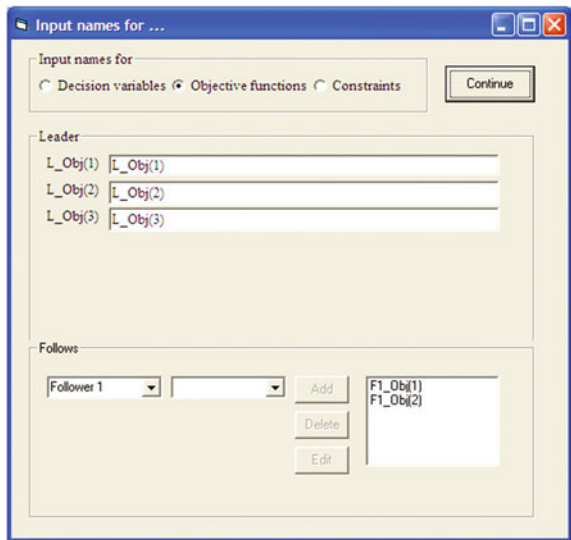 Input names for ...
Input names for
Decision variables Objective functions Constraints
Continue
Leader
L_Obj(1) L_Obj(1)
L_Obj(2) L_Obj(2)
L_Obj(3) L_Obj(3)
Follows
Follower 1
Add
Delete
Edit
F1_Obj(1)
F1_Obj(2)